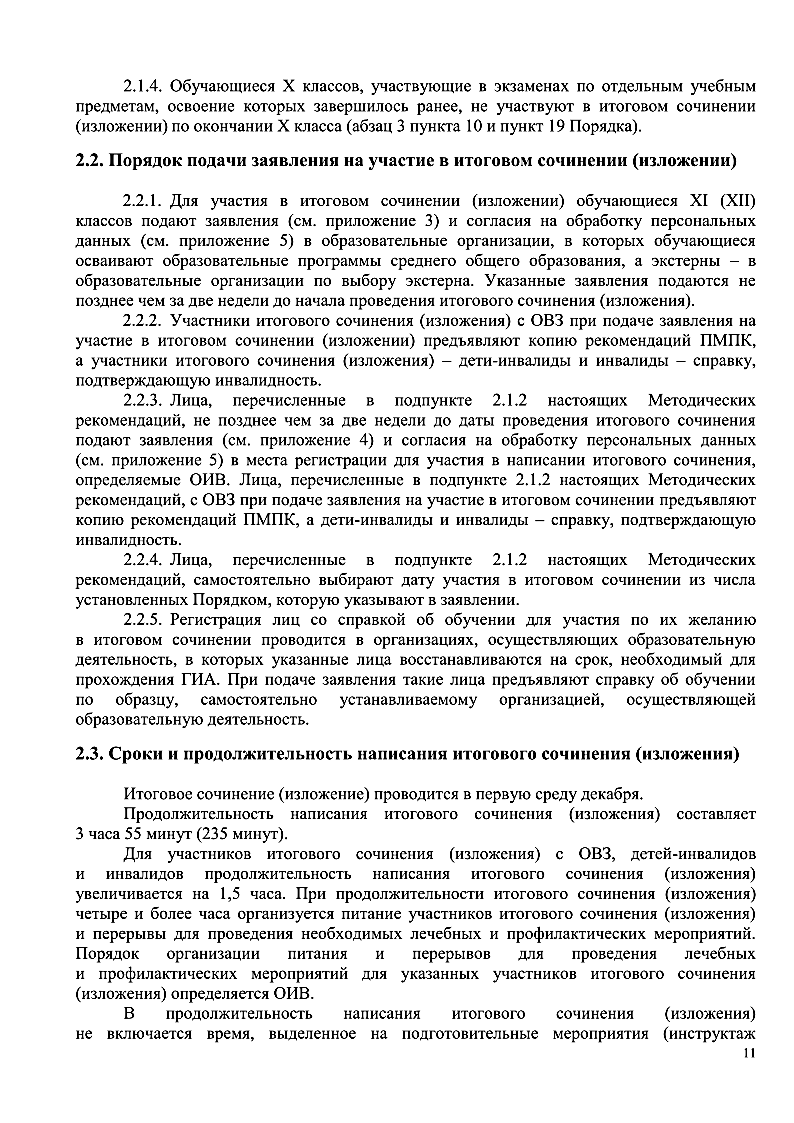 2.1.4. Обучающиеся X классов, участвующие в экзаменах по отдельным учебным
предметам, освоение которых завершилось ранее, не участвуют в итоговом сочинении
(изложении) по окончании X класса (абзац 3 пункта 10 и пункт 19 Порядка).
2.2. Порядок подачи заявления на участие в итоговом сочинении (изложении)
2.2.1. Для участия в итоговом сочинении (изложении) обучающиеся XI (XII)
классов подают заявления (см. приложение 3) и согласия на обработку персональных
данных (см. приложение 5) в образовательные организации, в которых обучающиеся
осваивают образовательные программы среднего общего образования, а экстерны – в
образовательные организации по выбору экстерна. Указанные заявления подаются не
позднее чем за две недели до начала проведения итогового сочинения (изложения).
2.2.2. Участники итогового сочинения (изложения) с ОВЗ при подаче заявления на
участие в итоговом сочинении (изложении) предъявляют копию рекомендаций ПМПК,
а участники итогового сочинения (изложения) – дети-инвалиды и инвалиды – справку,
подтверждающую инвалидность.
2.2.3. Лица, перечисленные в подпункте 2.1.2 настоящих Методических
рекомендаций, не позднее чем за две недели до даты проведения итогового сочинения
подают заявления (см. приложение 4) и согласия на обработку персональных данных
(см. приложение 5) в места регистрации для участия в написании итогового сочинения,
определяемые ОИВ. Лица, перечисленные в подпункте 2.1.2 настоящих Методических
рекомендаций, с ОВЗ при подаче заявления на участие в итоговом сочинении предъявляют
копию рекомендаций ПМПК, а дети-инвалиды и инвалиды – справку, подтверждающую
инвалидность.
2.2.4. Лица, перечисленные в подпункте 2.1.2 настоящих Методических
рекомендаций, самостоятельно выбирают дату участия в итоговом сочинении из числа
установленных Порядком, которую указывают в заявлении.
2.2.5. Регистрация лиц со справкой об обучении для участия по их желанию
в итоговом сочинении проводится в организациях, осуществляющих образовательную
деятельность, в которых указанные лица восстанавливаются на срок, необходимый для
прохождения ГИА. При подаче заявления такие лица предъявляют справку об обучении
по образцу, самостоятельно устанавливаемому организацией, осуществляющей
образовательную деятельность.
2.3. Сроки и продолжительность написания итогового сочинения (изложения)
Итоговое сочинение (изложение) проводится в первую среду декабря.
Продолжительность написания итогового сочинения (изложения) составляет
3 часа 55 минут (235 минут).
Для участников итогового сочинения (изложения) с ОВЗ, детей-инвалидов
и инвалидов продолжительность написания итогового сочинения (изложения)
увеличивается на 1,5 часа. При продолжительности итогового сочинения (изложения)
четыре и более часа организуется питание участников итогового сочинения (изложения)
и перерывы для проведения необходимых лечебных и профилактических мероприятий.
Порядок организации питания и перерывов для проведения лечебных
и профилактических мероприятий для указанных участников итогового сочинения
(изложения) определяется ОИВ.
В продолжительность написания итогового сочинения (изложения)
не включается время, выделенное на подготовительные мероприятия (инструктаж
11